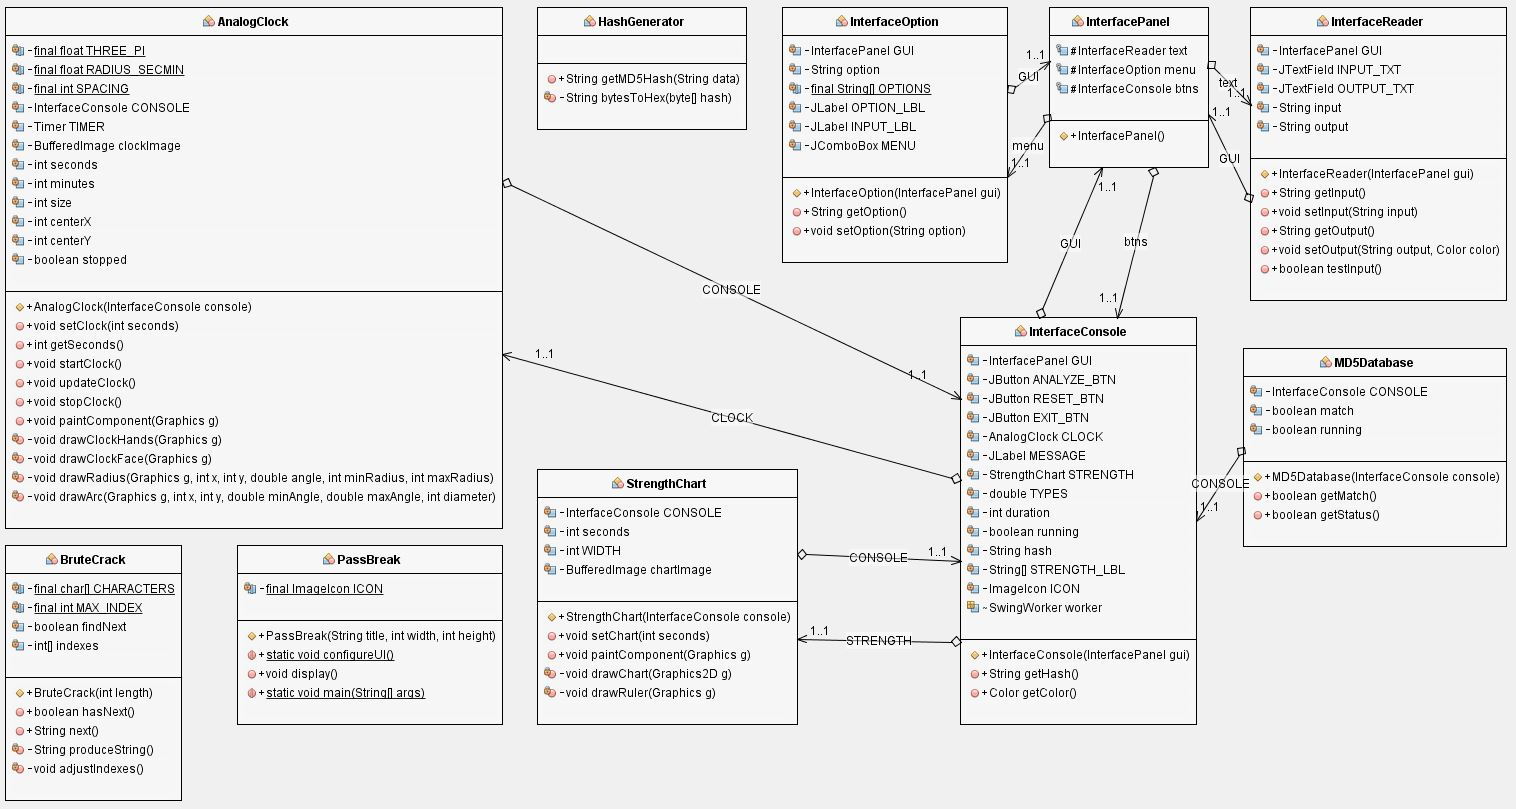 AnalogClock
-final float THREE_PI
-final float RADIUS_SECMIN
-final int SPACING
-InterfaceConsole CONSOLE
-Timer TIMER
-BufferedImage clockImage
-int seconds
-int minutes
-int size
-int centerX
-int centerY
-boolean stopped
+AnalogClock(InterfaceConsole console)
+void setClock(int seconds)
+int getSeconds()
+void startClock()
+void updateClock()
+void stopClock()
+void paintComponent(Graphics g)
-void drawClockHands(Graphics g)
-void drawClockFace(Graphics g)
-void drawRadius(Graphics g, int x, int y, double angle, int minRadius, int maxRadius)
-void drawArc(Graphics g, int x, int y, double minAngle, double maxAngle, int diameter)
HashGenerator
+String getMD5Hash(String data)
-String bytesToHex(byte[] hash)
InterfaceOption
-InterfacePanel GUI
-String option
-final String[] OPTIONS
-JLabel OPTION_LBL
-JLabel INPUT_LBL
-JComboBox MENU
+InterfaceOption(InterfacePanel gui)
+String getOption()
+void setOption(String option)
1..1
GUI
menu
1..1
InterfacePanel
#InterfaceReader text
#InterfaceOption menu
#InterfaceConsole btns
+InterfacePanel()
text
1..1
1..1
GUI
InterfaceReader
-InterfacePanel GUI
-JTextField INPUT_TXT
-JTextField OUTPUT_TXT
-String input
-String output
+InterfaceReader(InterfacePanel gui)
+String getInput()
+void setInput(String input)
+String getOutput()
+void setOutput(String output, Color color)
+boolean testInput()
1..1
GUI
btns
1..1
CONSOLE
1..1
1..1
CLOCK
InterfaceConsole
-InterfacePanel GUI
-JButton ANALYZE_BTN
-JButton RESET_BTN
-JButton EXIT_BTN
-AnalogClock CLOCK
-JLabel MESSAGE
-StrengthChart STRENGTH
-double TYPES
-int duration
-boolean running
-String hash
-String[] STRENGTH_LBL
-ImageIcon ICON
~SwingWorker worker
+InterfaceConsole(InterfacePanel gui)
+String getHash()
+Color getColor()
MD5Database
-InterfaceConsole CONSOLE
-boolean match
-boolean running
+MD5Database(InterfaceConsole console)
+boolean getMatch()
+boolean getStatus()
CONSOLE
1..1
StrengthChart
-InterfaceConsole CONSOLE
-int seconds
-int WIDTH
-BufferedImage chartImage
+StrengthChart(InterfaceConsole console)
+void setChart(int seconds)
+void paintComponent(Graphics g)
-void drawChart(Graphics2D g)
-void drawRuler(Graphics g)
CONSOLE
1..1
1..1
STRENGTH
BruteCrack
-final char[] CHARACTERS
-final int MAX_INDEX
-boolean findNext
-int[] indexes
+BruteCrack(int length)
+boolean hasNext()
+String next()
-String produceString()
-void adjustIndexes()
PassBreak
-final ImageIcon ICON
+PassBreak(String title, int width, int height)
+static void configureUI()
+void display()
+static void main(String[] args)